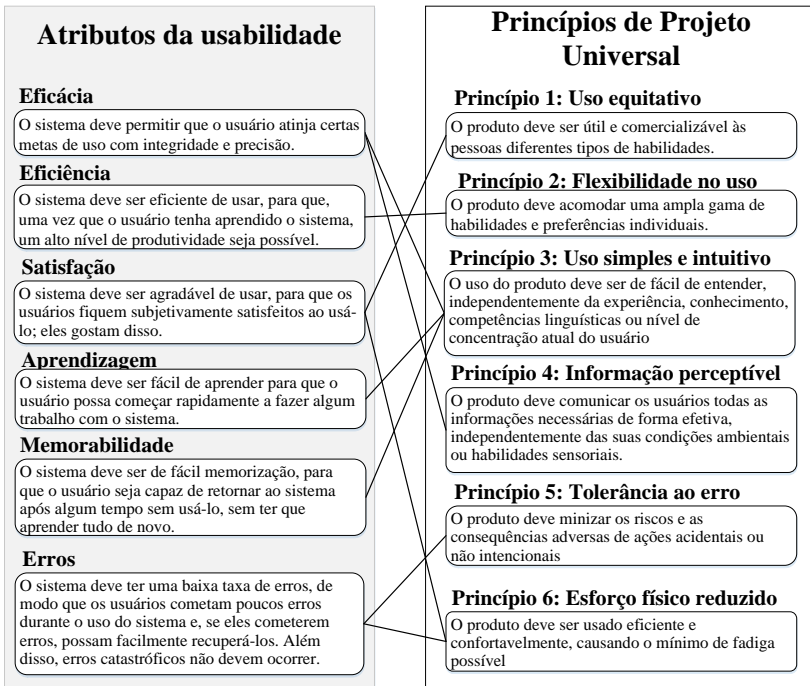 Atributos da usabilidade
Eficácia
O sistema deve permitir que o usuário atinja certas
metas de uso com integridade e precisão.
Eficiência
O sistema deve ser eficiente de usar, para que,
uma vez que o usuário tenha aprendido o sistema,
um alto nível de produtividade seja possível.
Satisfação
O sistema deve ser agradável de usar, para que os
usuários fiquem subjetivamente satisfeitos ao usá-
lo; eles gostam disso.
Aprendizagem
O sistema deve ser fácil de aprender para que o
usuário possa começar rapidamente a fazer algum
trabalho com o sistema.
Memorabilidade
O sistema deve ser de fácil memorização, para
que o usuário seja capaz de retornar ao sistema
após algum tempo sem usá-lo, sem ter que
aprender tudo de novo.
Erros
O sistema deve ter uma baixa taxa de erros, de
modo que os usuários cometam poucos erros
durante o uso do sistema e, se eles cometerem
erros, possam facilmente recuperá-los. Além
disso, erros catastróficos não devem ocorrer.
Princípios de Projeto
Universal
Princípio 1: Uso equitativo
O produto deve ser útil e comercializável às
pessoas diferentes tipos de habilidades.
Princípio 2: Flexibilidade no uso
O produto deve acomodar uma ampla gama de
habilidades e preferências individuais.
Princípio 3: Uso simples e intuitivo
O uso do produto deve ser de fácil de entender,
independentemente da experiência, conhecimento,
competências linguísticas ou nível de
concentração atual do usuário
Princípio 4: Informação perceptível
O produto deve comunicar os usuários todas as
informações necessárias de forma efetiva,
independentemente das suas condições ambientais
ou habilidades sensoriais.
Princípio 5: Tolerância ao erro
O produto deve minizar os riscos e as
consequências adversas de ações acidentais ou
não intencionais
Princípio 6: Esforço físico reduzido
O produto deve ser usado eficiente e
confortavelmente, causando o mínimo de fadiga
possível